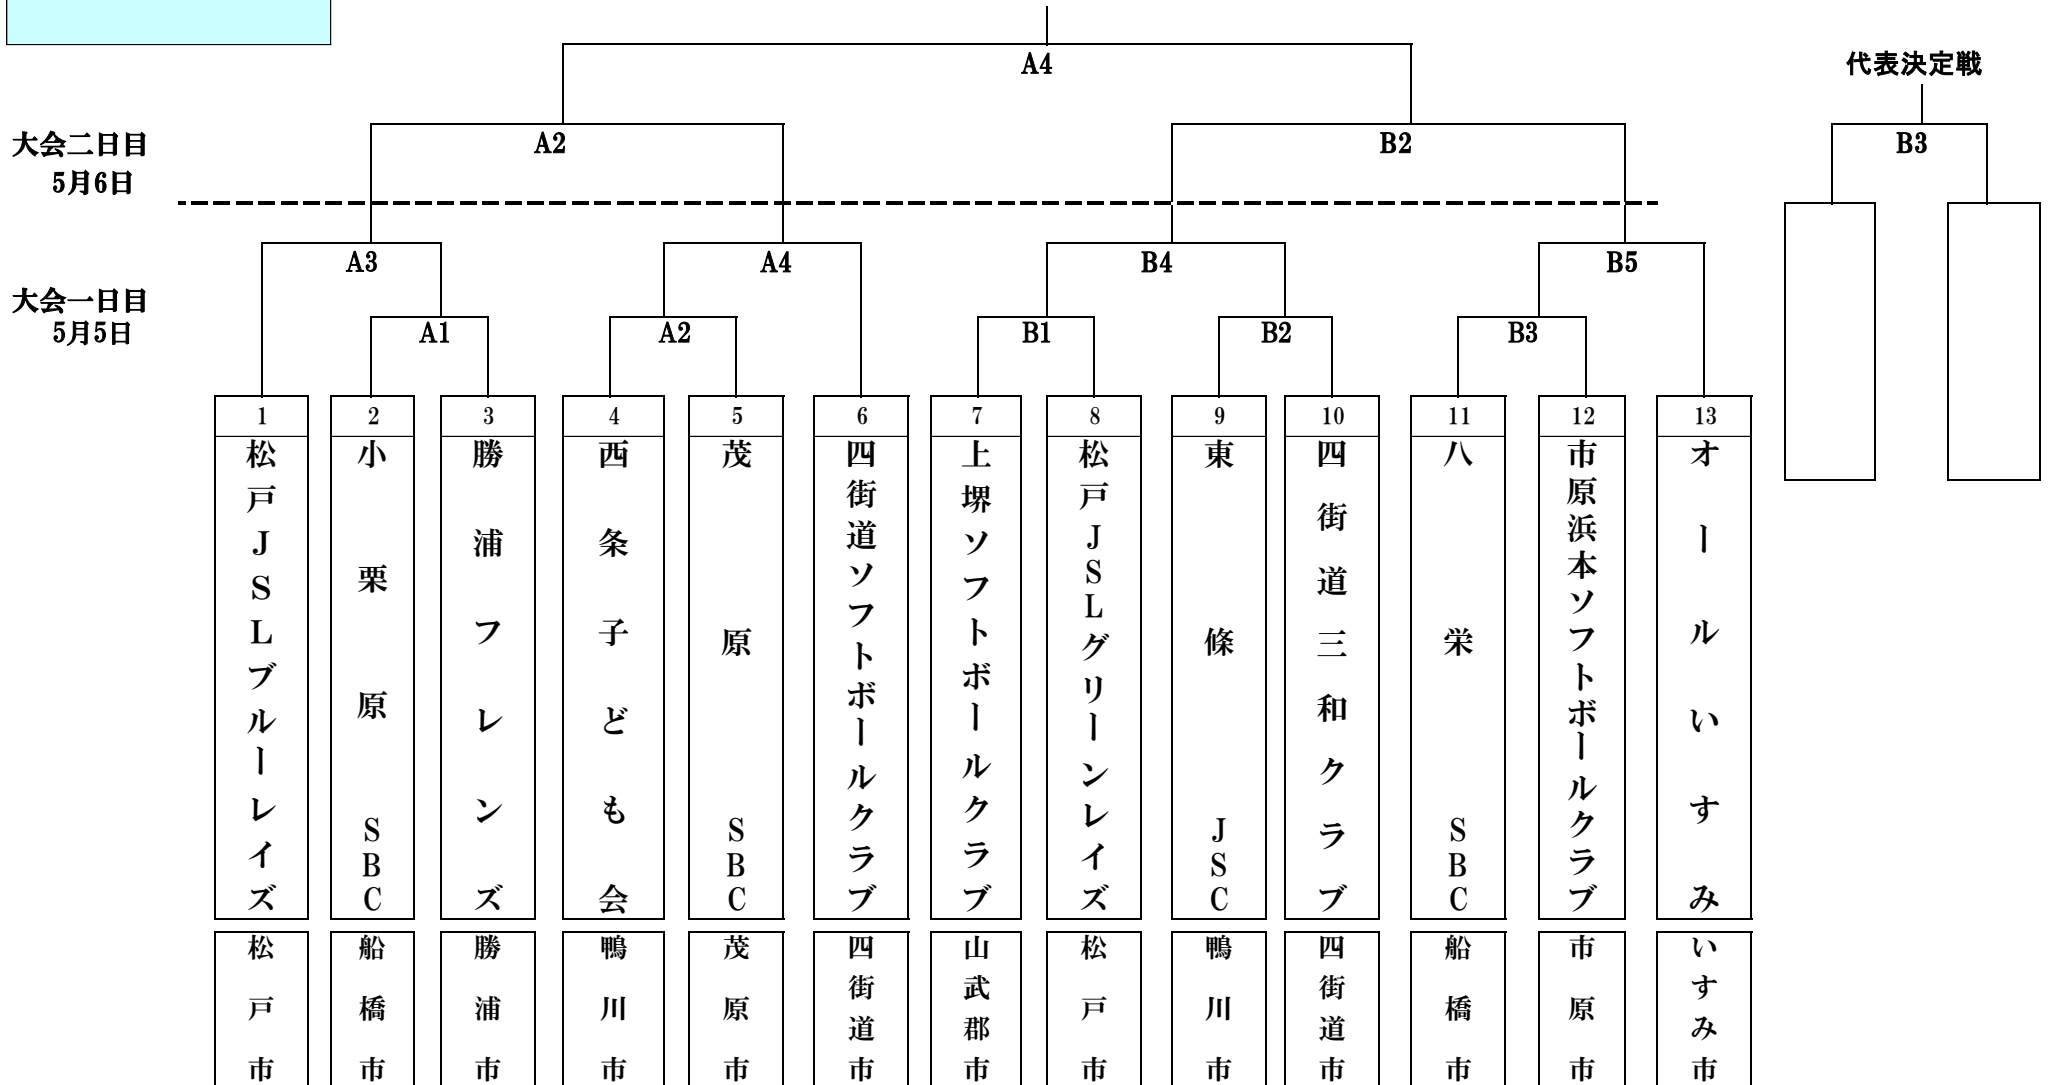 A4
代表決定戦
大会二日目
5月6日
A2
B2
B3
A3
A4
B4
B5
大会一日目
5月5日
A1
A2
B1
B2
B3
1
2
3
4
5
6
7
8
9
10
11
12
13
松戸JSLブルーレイズ
小栗原SBC
勝浦フレンズ
西条子ども会
茂原SBC
四街道ソフトボールクラブ
上堺ソフトボールクラブ
松戸JSLグリーンレイズ
東條JSC
四街道三和クラブ
八栄SBC
市原浜本ソフトボールクラブ
オールいすみ
松戸市
船橋市
勝浦市
鴨川市
茂原市
四街道市
山武郡市
松戸市
鴨川市
四街道市
船橋市
市原市
いすみ市